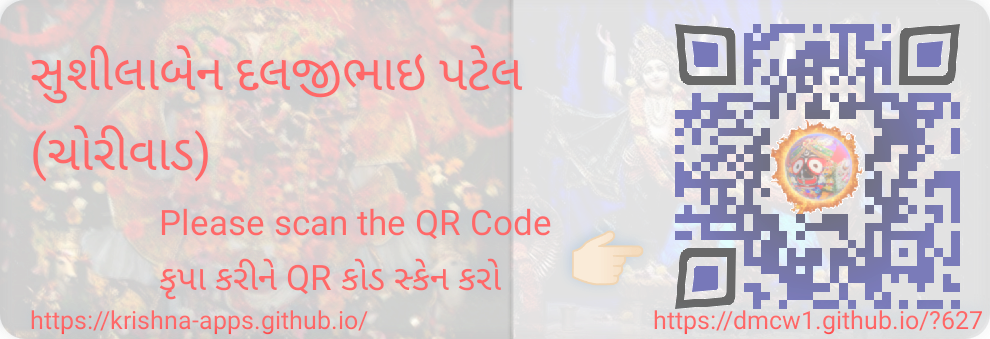 સુશીલાબેન દલજીભાઇ પટેલ
(ચોરીવાડ)
Please scan the QR Code
કૃપા કરીને QR કોડ સ્કેન કરો
https://krishna-apps.github.io/
https://dmcw1.github.io/?627